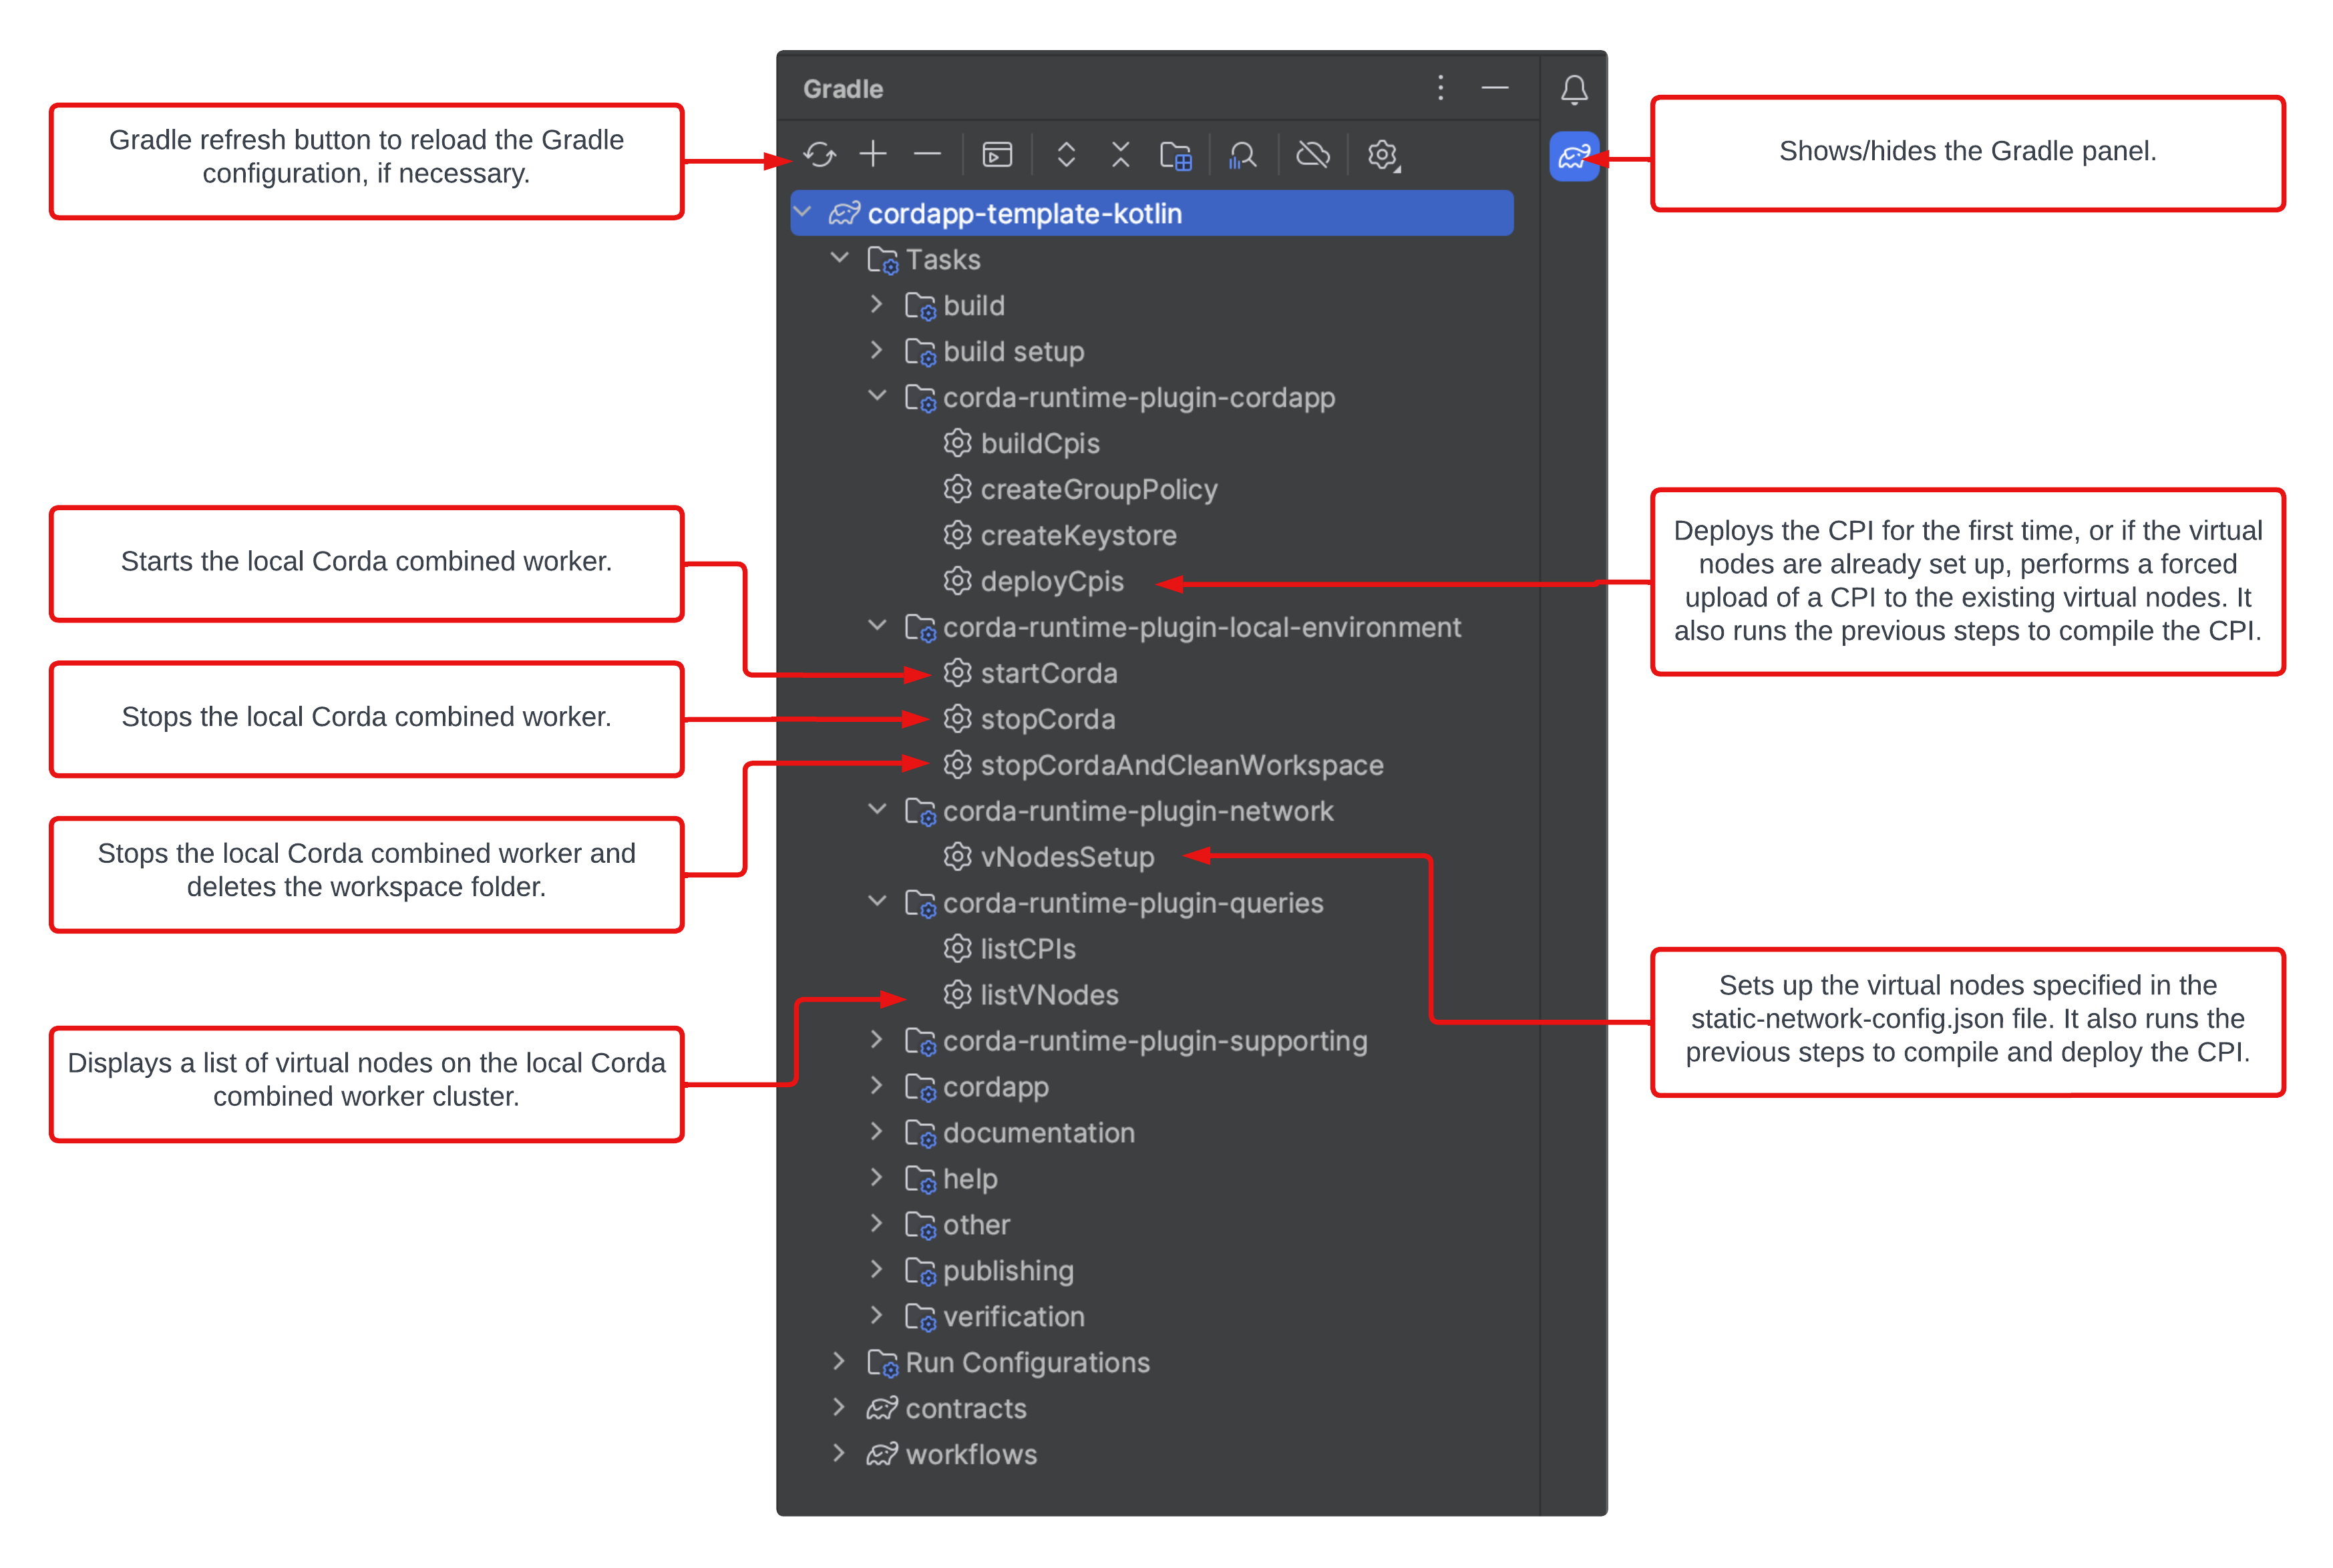 Gradle
Gradle refresh button to reload the Gradle
configuration, if necessary.
Shows/hides the Gradle panel.
cordapp-template-kotlin
Tasks
build
build setup
corda-runtime-plugin-cordapp
buildCpis
createGroupPolicy
createKeystore
deployCpis
Deploys the CPI for the first time, or if the virtual
nodes are already set up, performs a forced
upload of a CPI to the existing virtual nodes. It
also runs the previous steps to compile the CPI.
corda-runtime-plugin-local-environment
Starts the local Corda combined worker.
startCorda
Stops the local Corda combined worker.
stopCorda
Stops the local Corda combined worker and
deletes the workspace folder.
stopCordaAndCleanWorkspace
corda-runtime-plugin-network
vNodesSetup
Sets up the virtual nodes specified in the
static-network-config.json file. It also runs the
previous steps to compile and deploy the CPI.
corda-runtime-plugin-queries
listCPIs
listVNodes
Displays a list of virtual nodes on the local Corda
combined worker cluster.
corda-runtime-plugin-supporting
cordapp
documentation
help
other
publishing
verification
Run Configurations
contracts
workflows